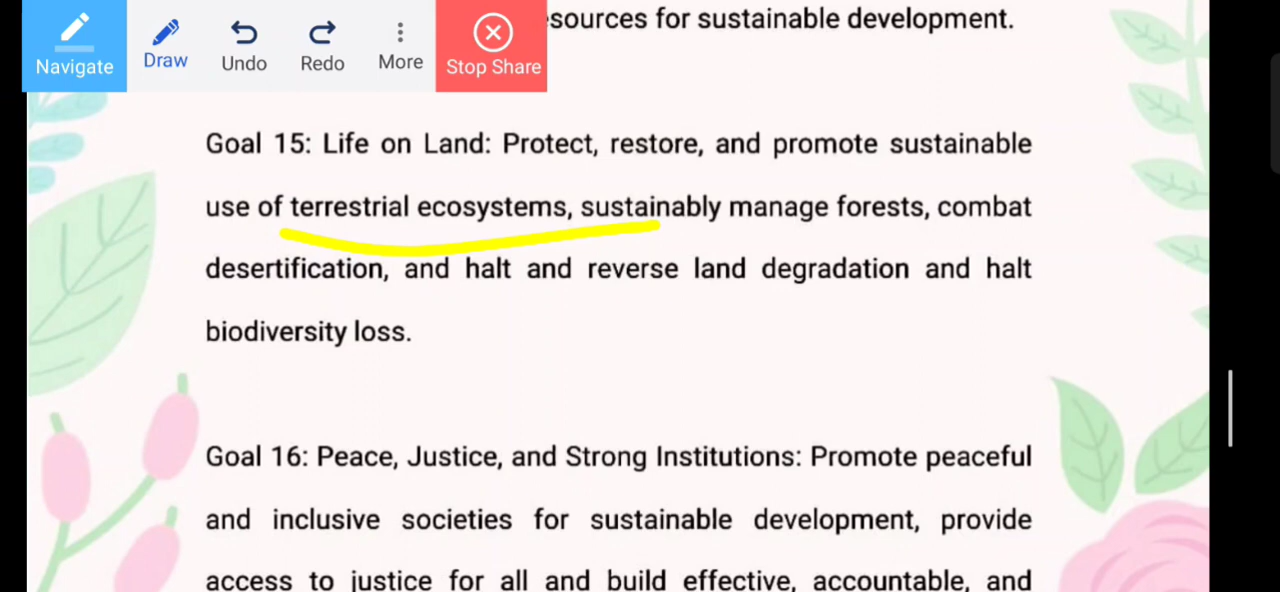 sources for sustainable development.
Navigate
Draw
Undo
Redo
More
Stop Share
Goal 15: Life on Land: Protect, restore, and promote sustainable
use of terrestrial ecosystems, sustainably manage forests, combat
desertification, and halt and reverse land degradation and halt
biodiversity loss.
Goal 16: Peace, Justice, and Strong Institutions: Promote peaceful
and inclusive societies for sustainable development, provide
access to justice for all and build effective, accountable, and